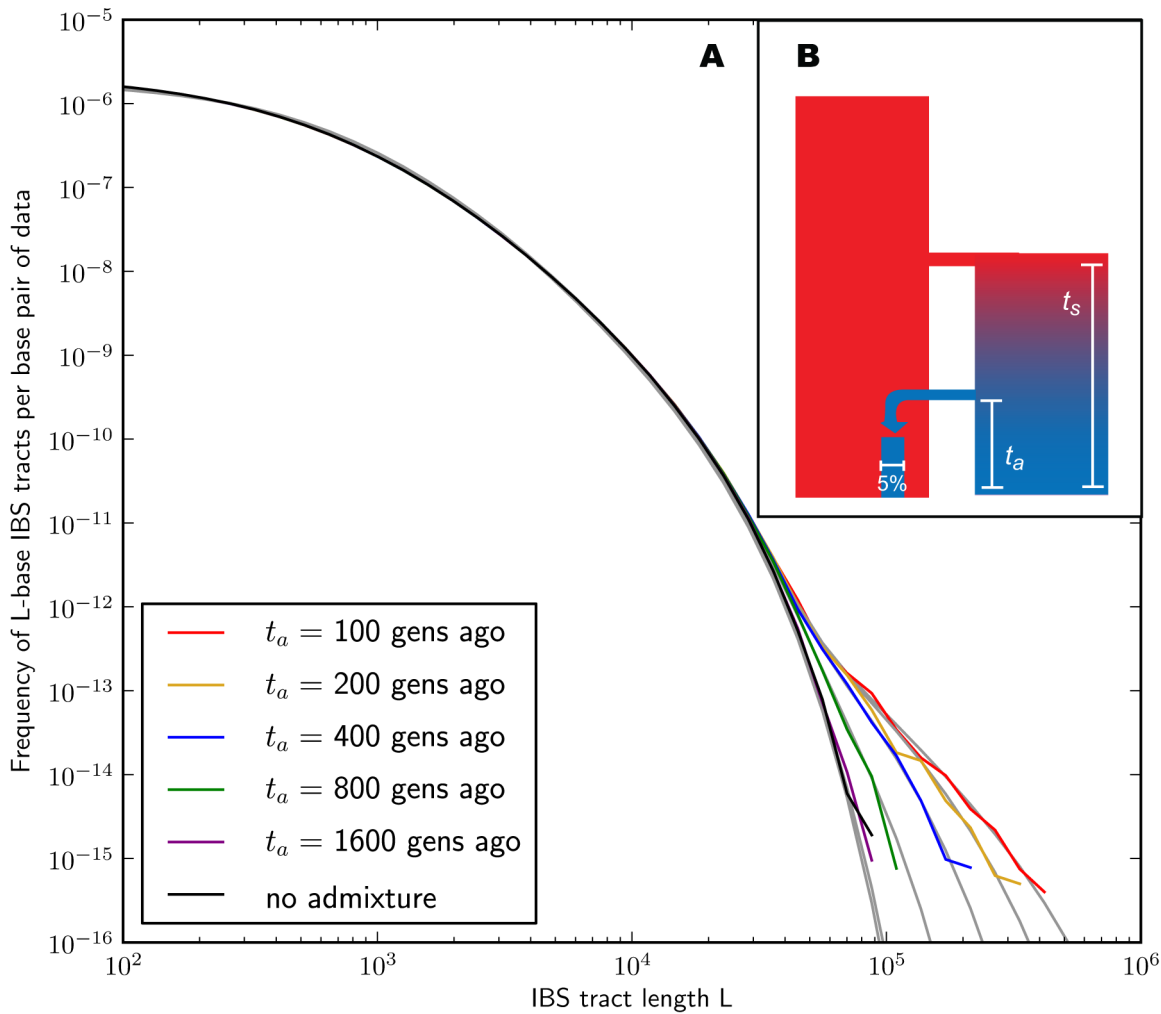 A
B
t_s
t_a
5%
10^-5
10^-6
10^-7
10^-8
10^-9
10^-10
10^-11
10^-12
10^-13
10^-14
10^-15
10^-16
Frequency of L-base IBS tracts per base pair of data
t_a = 100 gens ago
t_a = 200 gens ago
t_a = 400 gens ago
t_a = 800 gens ago
t_a = 1600 gens ago
no admixture
10^2 10^3 10^4 10^5 10^6
IBS tract length L